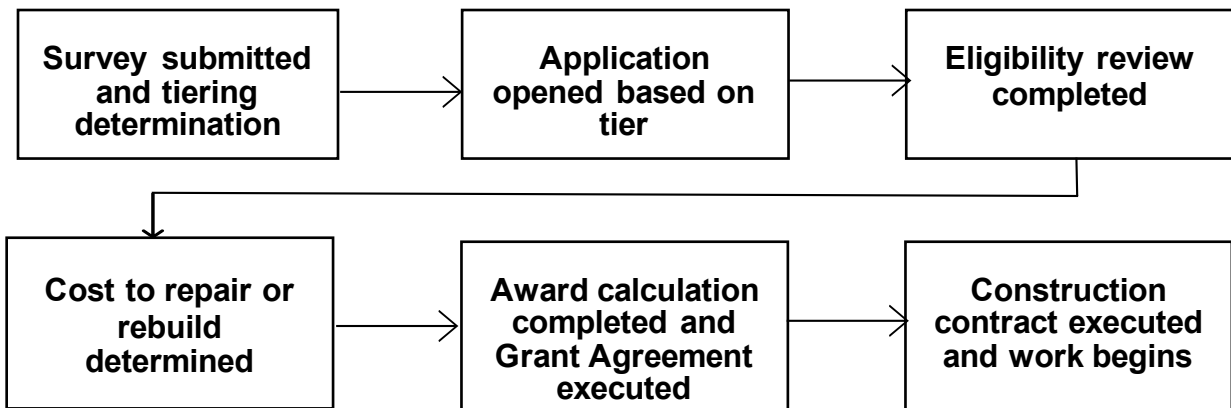 Survey submitted
and tiering
determination
Application
opened based on
tier
Eligibility review
completed
Cost to repair or
rebuild
determined
Award calculation
completed and
Grant Agreement
executed
Construction
contract executed
and work begins